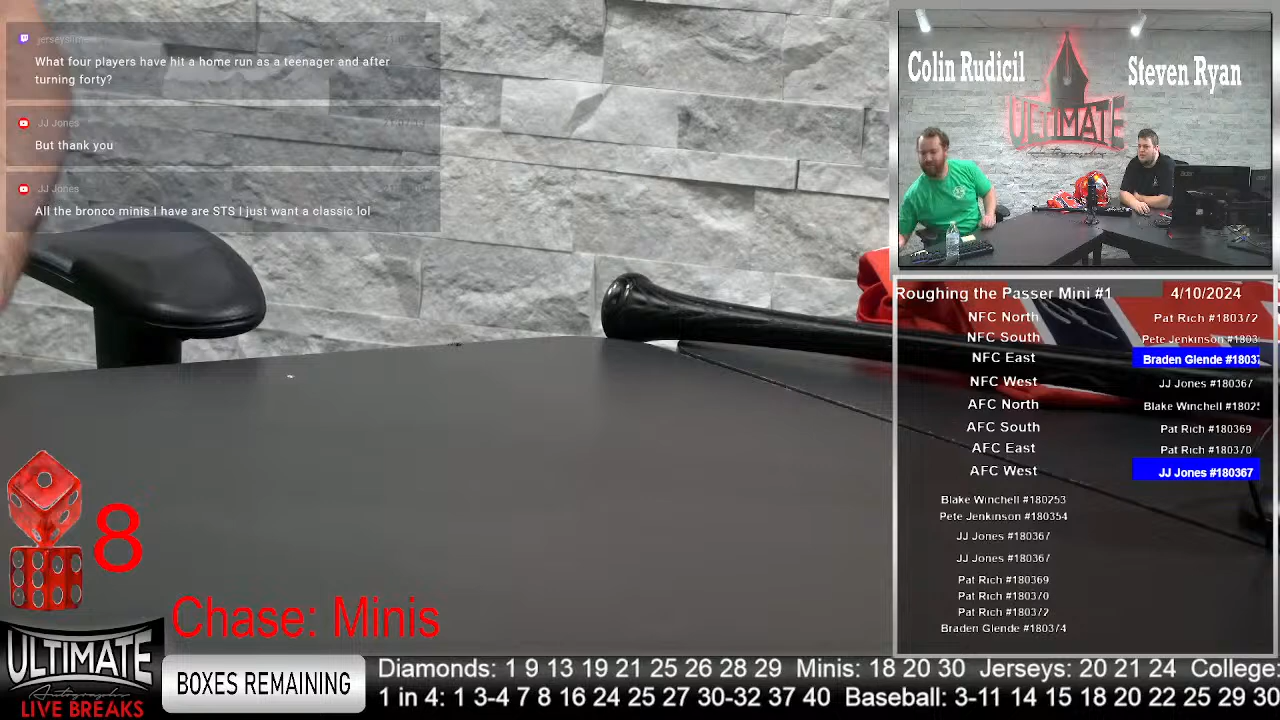 What four players have hit a home run as a teenager and after
turning forty?
JJ Jones
But thank you
JJ Jones
All the bronco minis I have are STS I just want a classic lol
Colin Rudicil
Steven Ryan
ULTIMATE
Roughing the Passer Mini #1 4/10/2024
NFC North Pat Rich #180372
NFC South Pete Jenkinson #1803
NFC East Braden Glende #1803
NFC West JJ Jones #180367
AFC North Blake Winchell #1802
AFC South Pat Rich #180369
AFC East Pat Rich #180370
AFC West JJ Jones #180367
Blake Winchell #180253
Pete Jenkinson #180354
JJ Jones #180367
JJ Jones #180367
Pat Rich #180369
Pat Rich #180370
Pat Rich #180372
Braden Glende #180374
8
Chase: Minis
ULTIMATE
Autographs
LIVE BREAKS
BOXES REMAINING
Diamonds: 1 9 13 19 21 25 26 28 29 Minis: 18 20 30 Jerseys: 20 21 24 College:
1 in 4: 1 3-4 7 8 16 24 25 27 30-32 37 40 Baseball: 3-11 14 15 18 20 22 25 29 30